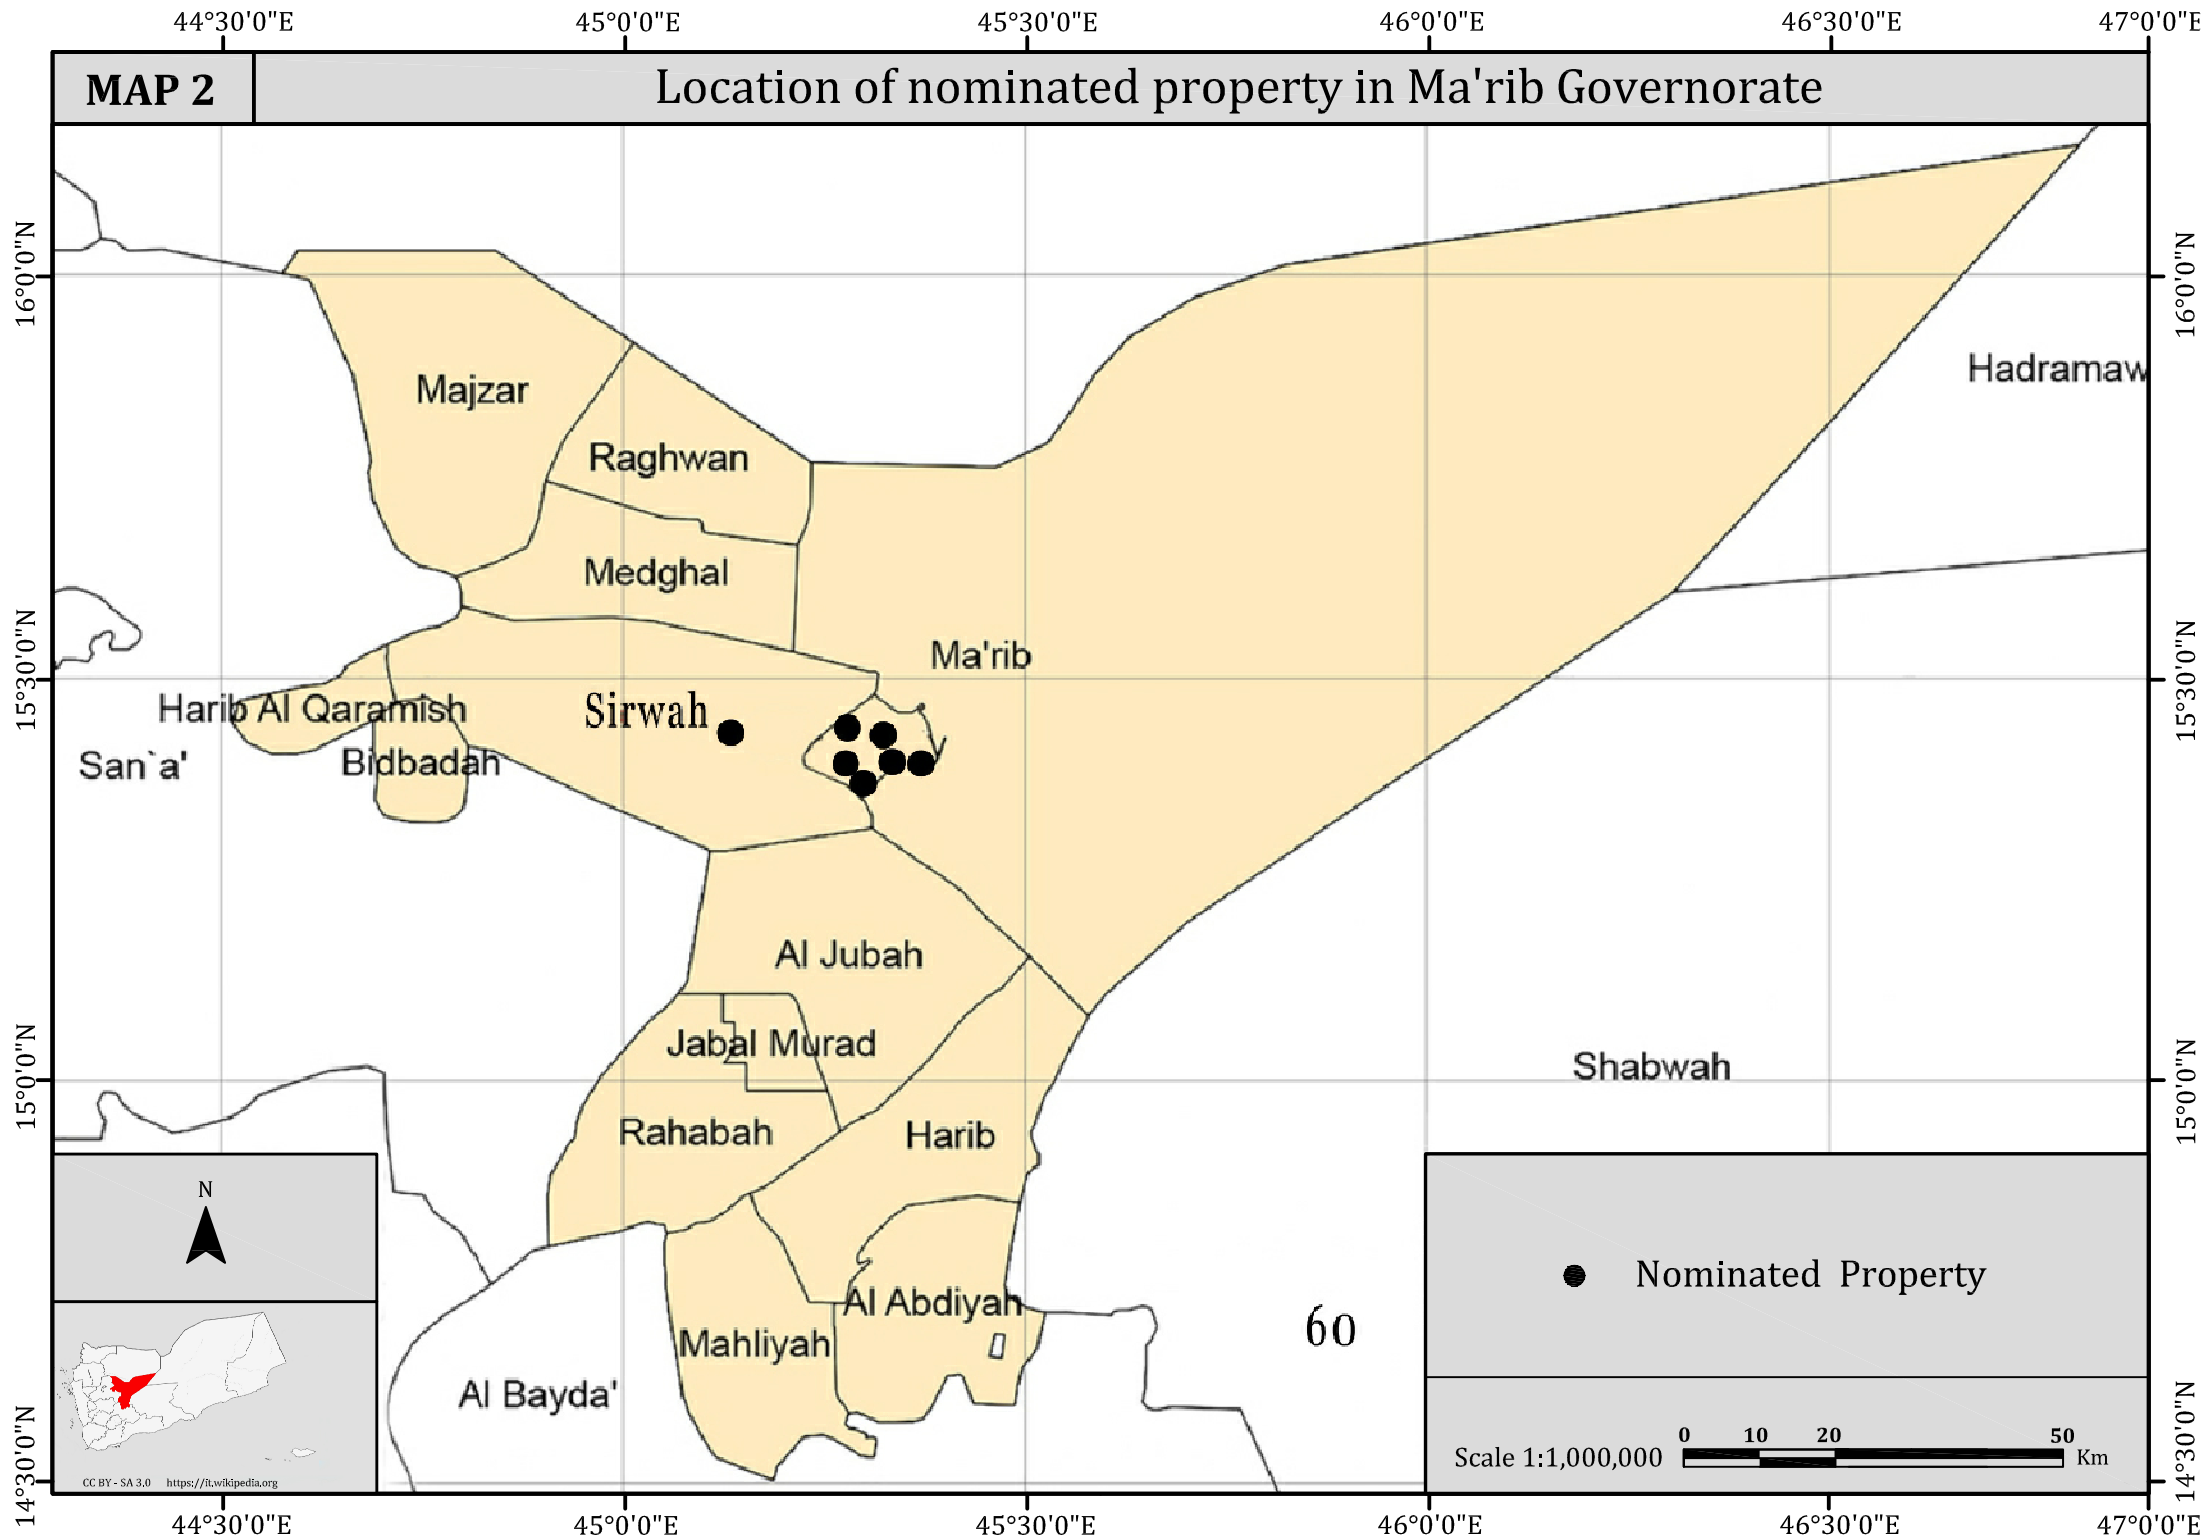 44°30'0"E 45°0'0"E 45°30'0"E 46°0'0"E 46°30'0"E 47°0'0"E
MAP 2 Location of nominated property in Ma'rib Governorate
16°0'0"N 16°0'0"N
Hadramaw
Majzar
Raghwan
Medghal
15°30'0"N 15°30'0"N
Ma'rib
Harib Al Qaramish Sirwah
San`a' Bidbadah
Al Jubah
Jabal Murad
15°0'0"N 15°0'0"N
Shabwah
Rahabah Harib
N
Al Abdiyah
60
Mahliyah
Al Bayda'
Nominated Property
14°30'0"N 14°30'0"N
0 10 20 50
Scale 1:1,000,000 Km
CC BY - SA 3.0 https://it.wikipedia.org
44°30'0"E 45°0'0"E 45°30'0"E 46°0'0"E 46°30'0"E 47°0'0"E